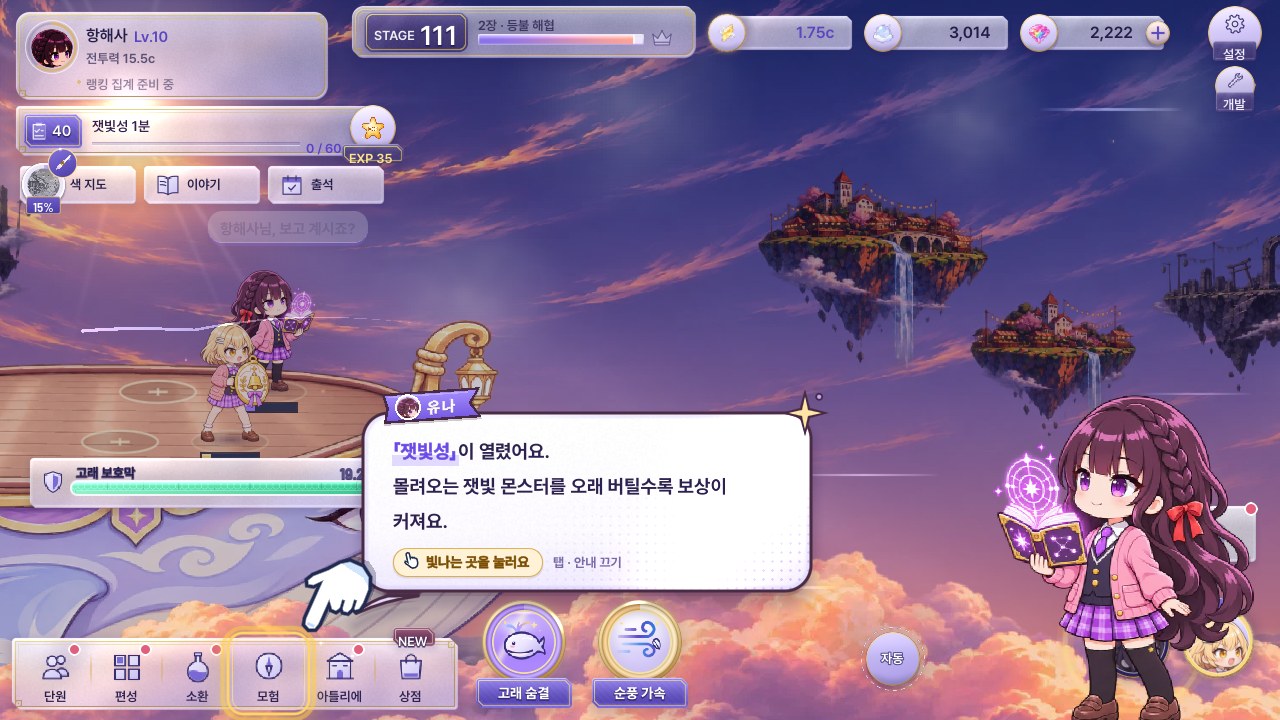 항해사 Lv.10
전투력 15.5c
랭킹 집계 준비 중
STAGE 111
2장 · 등불 해협
1.75c
3,014
2,222
설정
개발
40
잿빛성 1분
0 / 60
EXP 35
색 지도
15%
이야기
출석
항해사님, 보고 계시죠?
고래 보호막
19.2
유나
「잿빛성」이 열렸어요.
몰려오는 잿빛 몬스터를 오래 버틸수록 보상이
커져요.
빛나는 곳을 눌러요
탭 · 안내 끄기
단원
편성
소환
모험
아틀리에
NEW
상점
고래 숨결
순풍 가속
자동